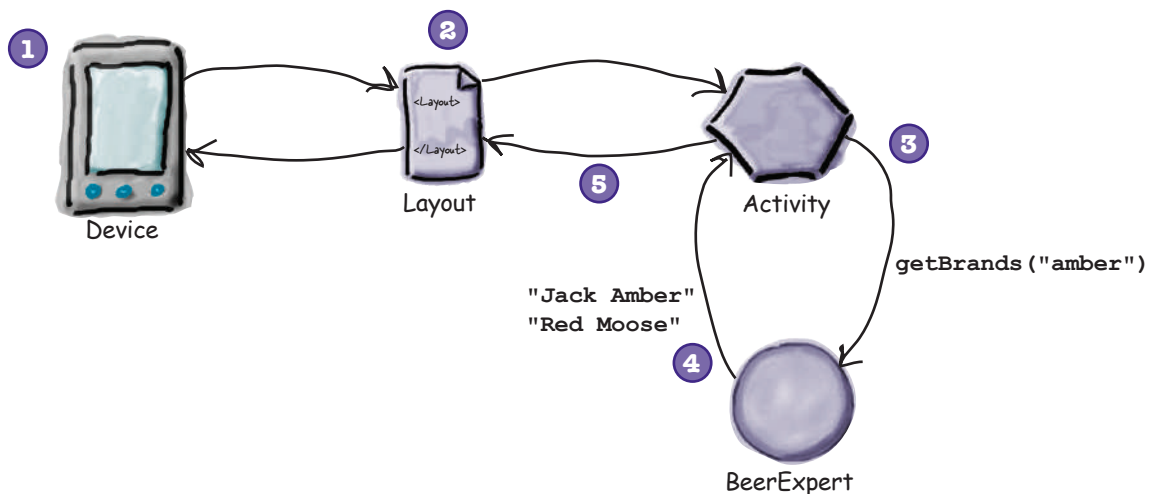 1
2
<Layout>
</Layout>
3
5
Device
Layout
Activity
getBrands("amber")
"Jack Amber"
"Red Moose"
4
BeerExpert